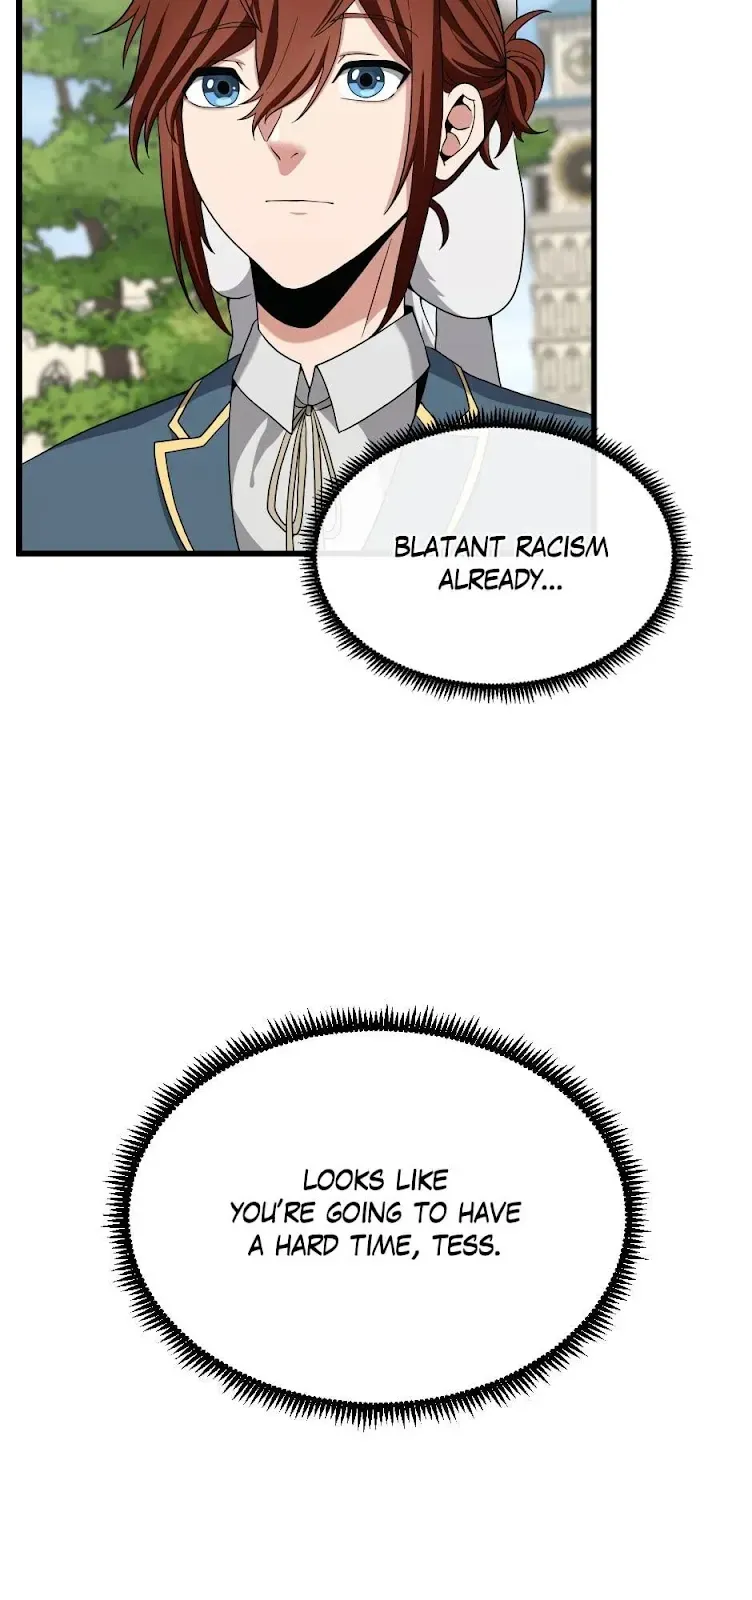 BLATANT RACISM
ALREADY...
LOOKS LIKE
YOU'RE GOING TO HAVE
A HARD TIME, TESS.